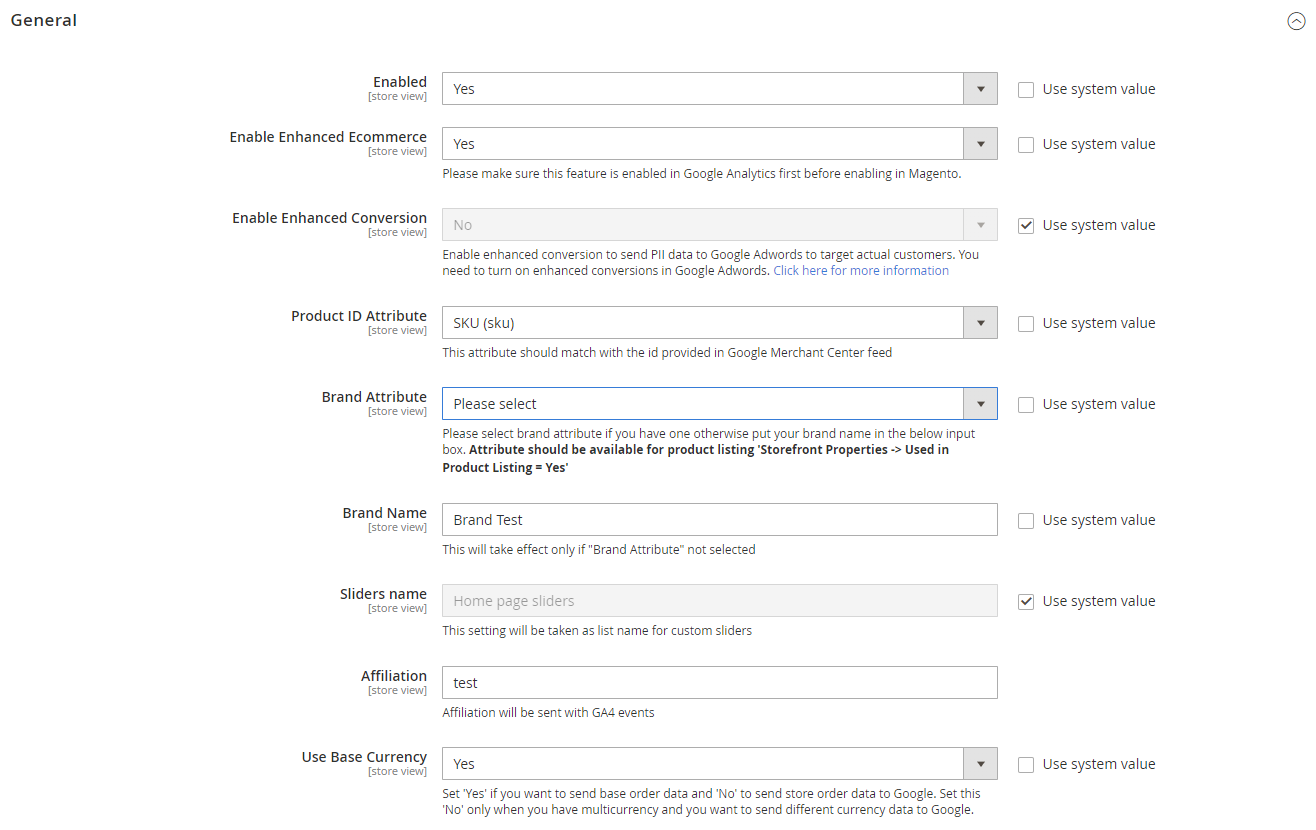 General
Enabled
[store view]
Yes
Use system value
Enable Enhanced Ecommerce
[store view]
Yes
Use system value
Please make sure this feature is enabled in Google Analytics first before enabling in Magento.
Enable Enhanced Conversion
[store view]
No
Use system value
Enable enhanced conversion to send PII data to Google Adwords to target actual customers. You
need to turn on enhanced conversions in Google Adwords. Click here for more information
Product ID Attribute
[store view]
SKU (sku)
Use system value
This attribute should match with the id provided in Google Merchant Center feed
Brand Attribute
[store view]
Please select
Use system value
Please select brand attribute if you have one otherwise put your brand name in the below input
box. Attribute should be available for product listing 'Storefront Properties -> Used in
Product Listing = Yes'
Brand Name
[store view]
Brand Test
Use system value
This will take effect only if "Brand Attribute" not selected
Sliders name
[store view]
Home page sliders
Use system value
This setting will be taken as list name for custom sliders
Affiliation
[store view]
test
Affiliation will be sent with GA4 events
Use Base Currency
[store view]
Yes
Use system value
Set 'Yes' if you want to send base order data and 'No' to send store order data to Google. Set this
'No' only when you have multicurrency and you want to send different currency data to Google.